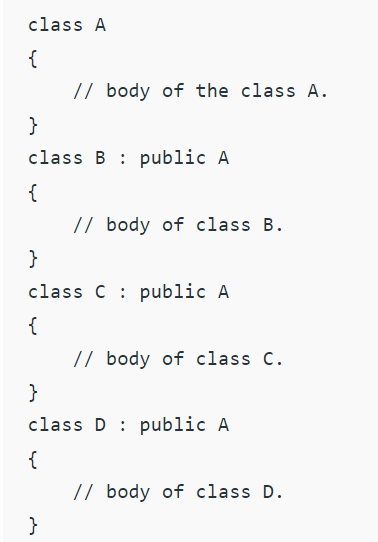 class A
{
    // body of the class A.
}
class B : public A
{
    // body of class B.
}
class C : public A
{
    // body of class C.
}
class D : public A
{
    // body of class D.
}